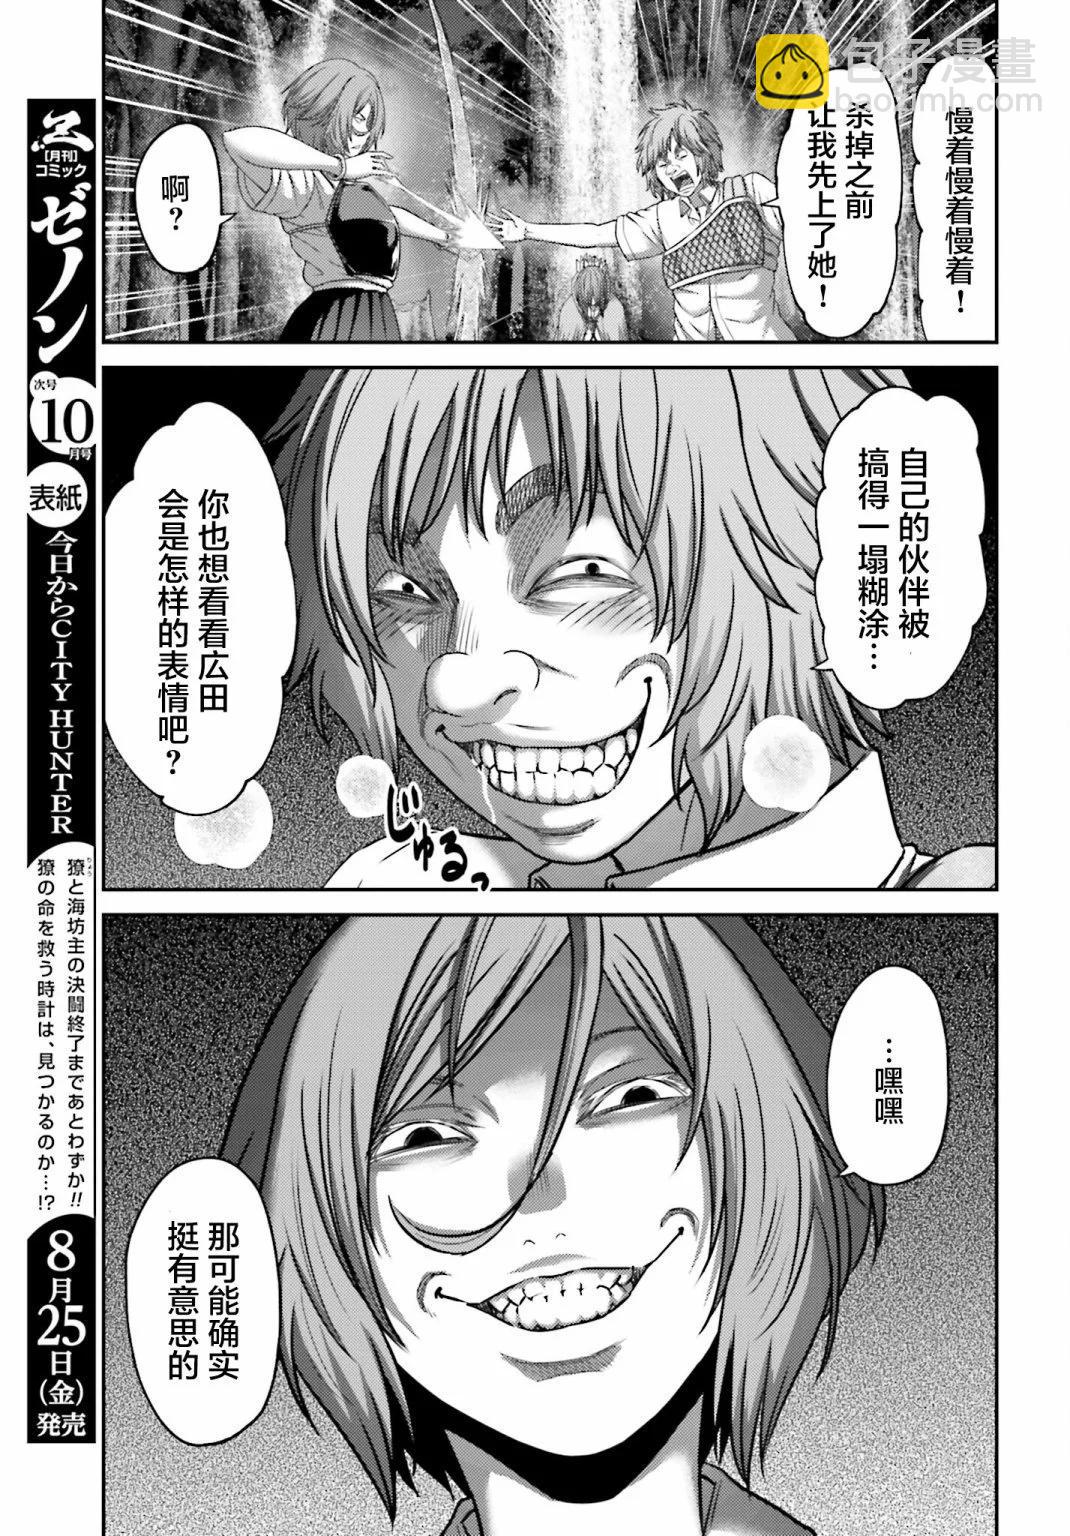 包子漫畫
baozimh.com
慢着慢着慢着！
杀掉之前
让我先上了她！
啊？
自己的伙伴被
搞得一塌糊涂…
你也想看看広田
会是怎样的表情吧？
じゅるっ
…嘿嘿
那可能确实
挺有意思的
[月刊]
コミック
ゼノン
次号
10
月号
表紙
今日からCITY HUNTER
獠と海坊主の決闘終了まであとわずか!!
りょう
獠の命を救う時計は、見つかるのか…!?
8月25日(金)発売